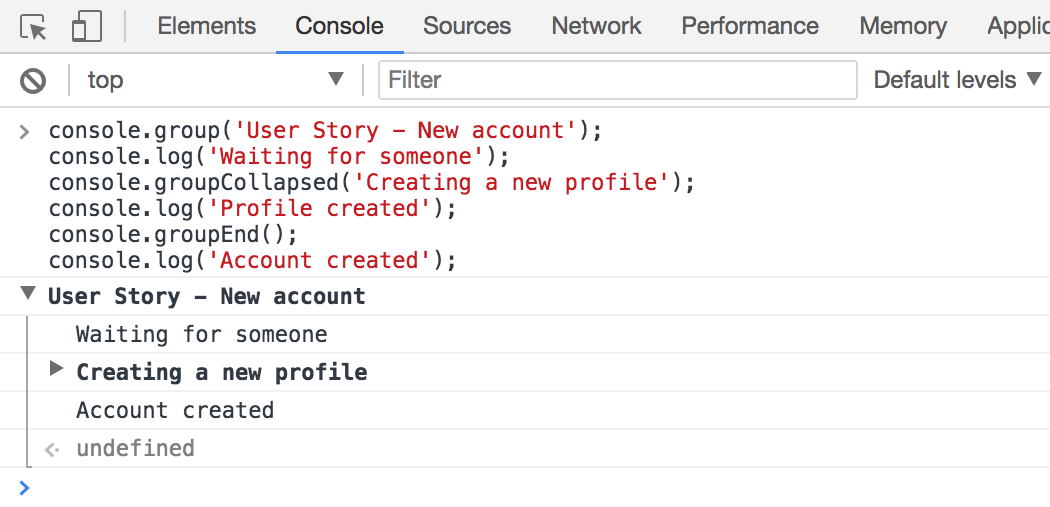 Elements Console Sources Network Performance Memory Applic
top Filter Default levels
console.group('User Story – New account');
console.log('Waiting for someone');
console.groupCollapsed('Creating a new profile');
console.log('Profile created');
console.groupEnd();
console.log('Account created');
User Story – New account
Waiting for someone
Creating a new profile
Account created
undefined